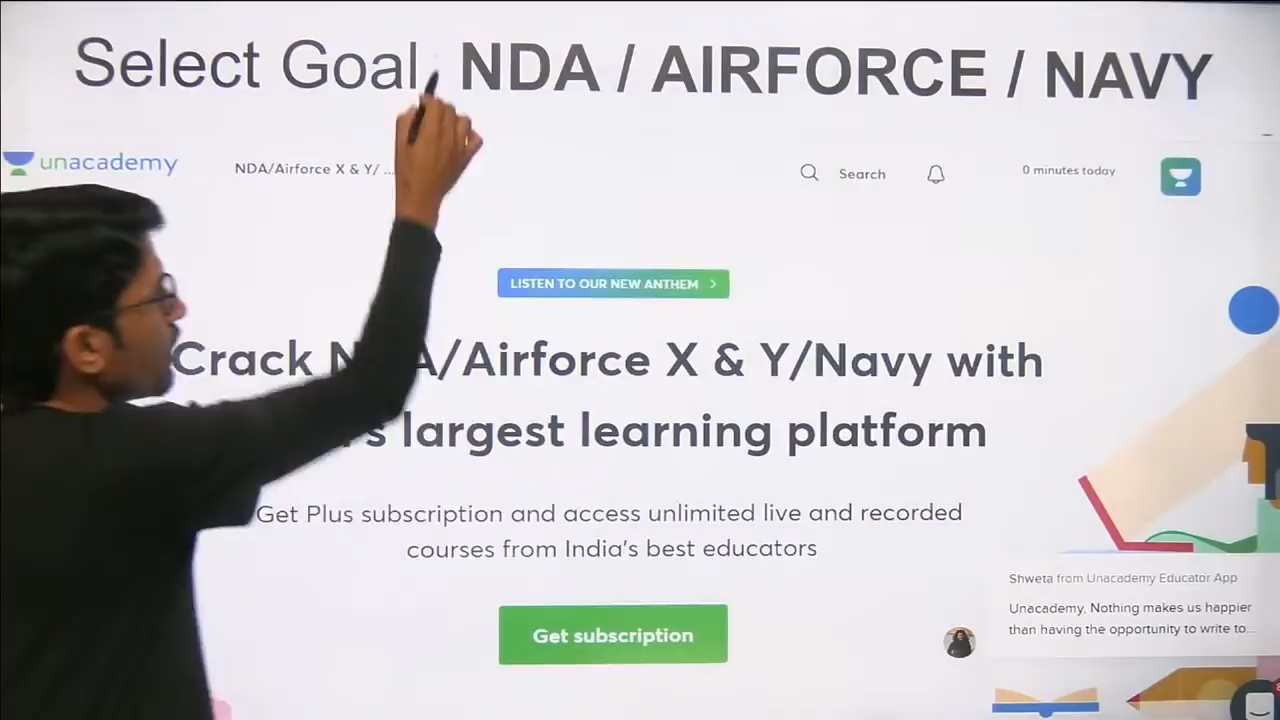 Select Goal NDA / AIRFORCE / NAVY
unacademy NDA/Airforce X & Y/ ... Search 0 minutes today
LISTEN TO OUR NEW ANTHEM >
Crack A/Airforce X & Y/Navy with
largest learning platform
Get Plus subscription and access unlimited live and recorded
courses from India's best educators
Get subscription
Shweta from Unacademy Educator App
Unacademy, Nothing makes us happier
than having the opportunity to write to...